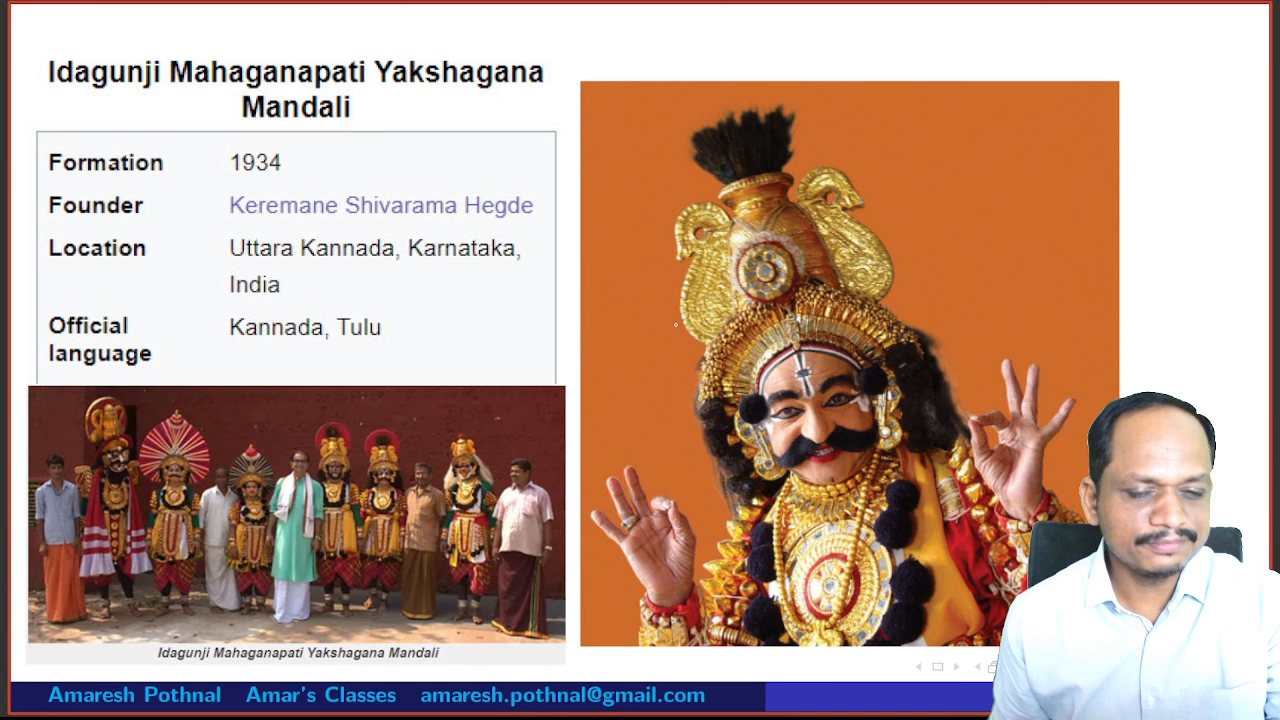 Idagunji Mahaganapati Yakshagana
Mandali
Formation 1934
Founder Keremane Shivarama Hegde
Location Uttara Kannada, Karnataka,
India
Official Kannada, Tulu
language
Idagunji Mahaganapati Yakshagana Mandali
Amaresh Pothnal Amar's Classes amaresh.pothnal@gmail.com